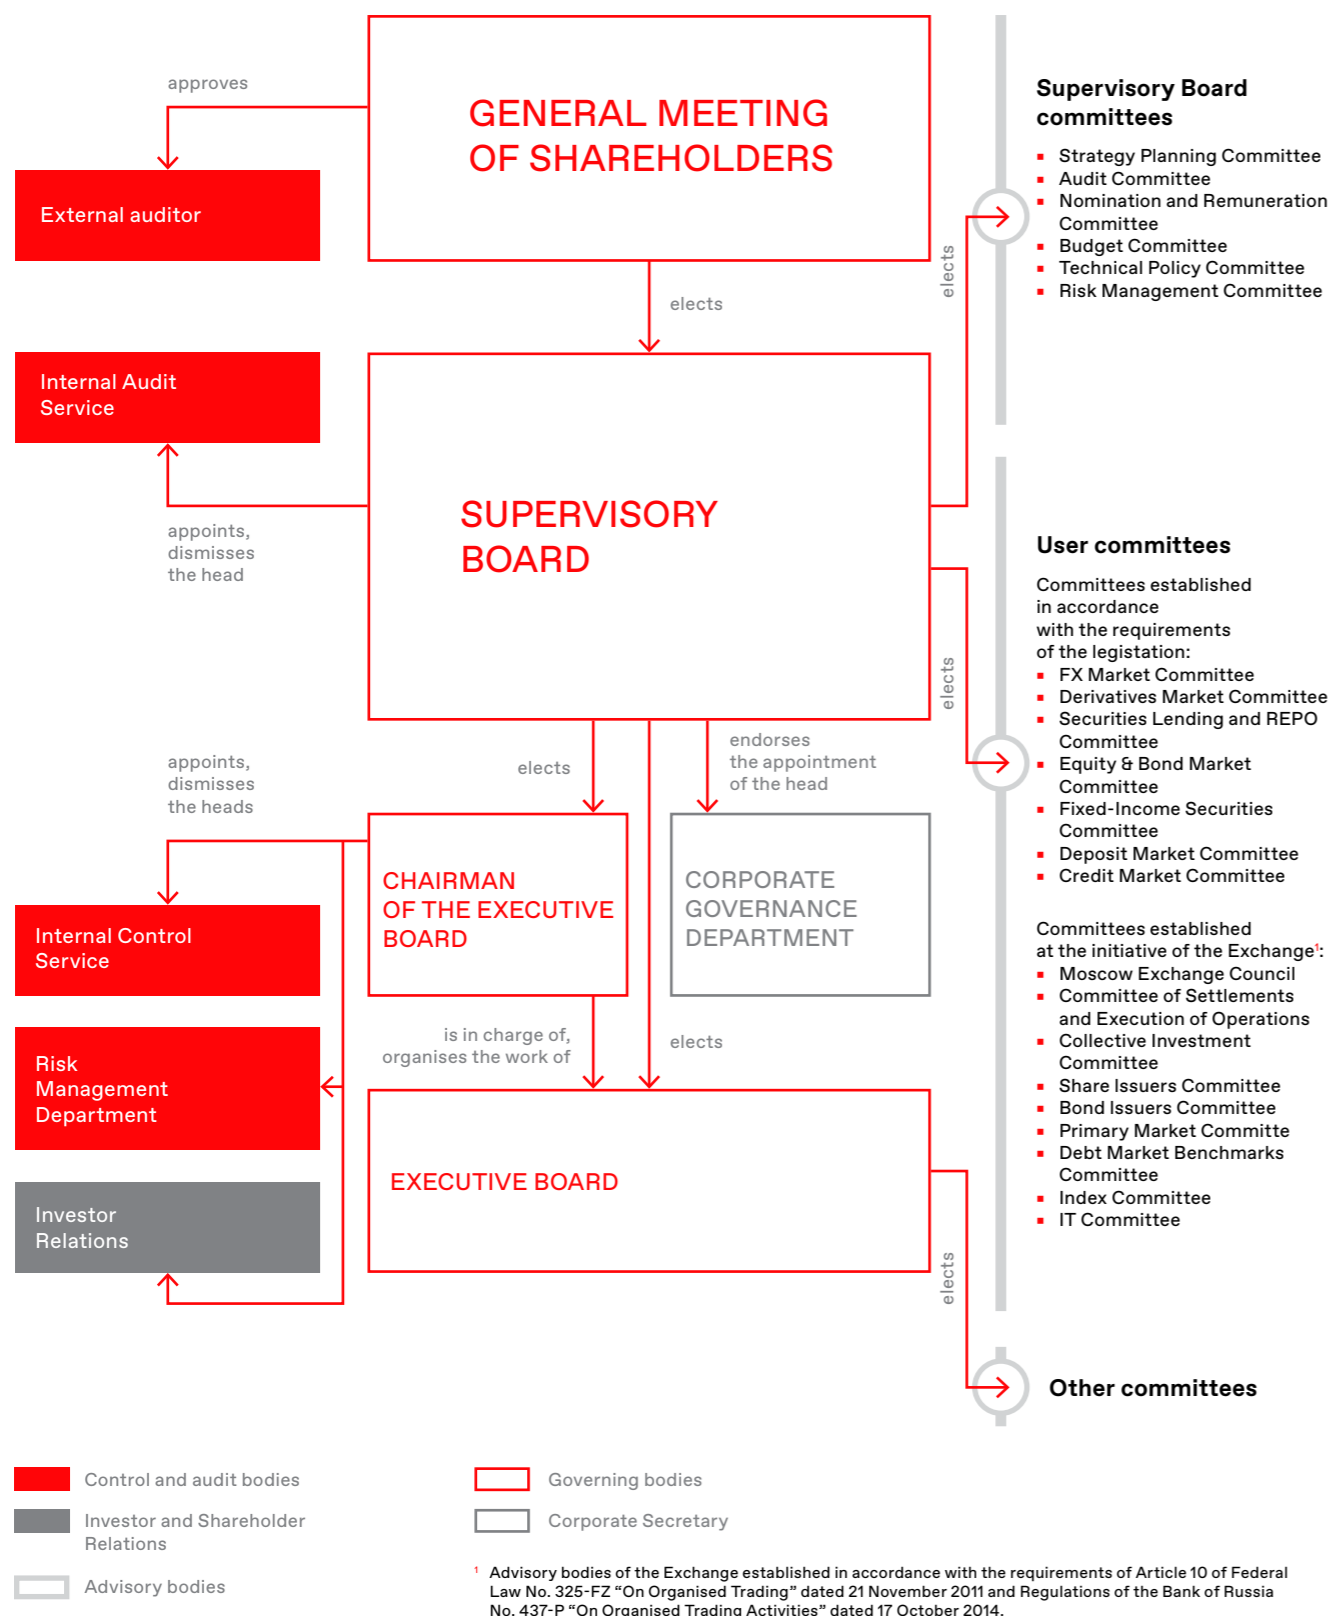 approves
GENERAL MEETING
OF SHAREHOLDERS
External auditor
elects
elects
Supervisory Board
committees
Strategy Planning Committee
Audit Committee
Nomination and Remuneration
Committee
Budget Committee
Technical Policy Committee
Risk Management Committee
Internal Audit
Service
appoints,
dismisses
the head
SUPERVISORY
BOARD
elects
User committees
Committees established
in accordance
with the requirements
of the legistation:
FX Market Committee
Derivatives Market Committee
Securities Lending and REPO
Committee
Equity & Bond Market
Committee
Fixed-Income Securities
Committee
Deposit Market Committee
Credit Market Committee
Committees established
at the initiative of the Exchange¹:
Moscow Exchange Council
Committee of Settlements
and Execution of Operations
Collective Investment
Committee
Share Issuers Committee
Bond Issuers Committee
Primary Market Committe
Debt Market Benchmarks
Committee
Index Committee
IT Committee
appoints,
dismisses
the heads
elects
endorses
the appointment
of the head
CHAIRMAN
OF THE EXECUTIVE
BOARD
CORPORATE
GOVERNANCE
DEPARTMENT
Internal Control
Service
is in charge of,
organises the work of
elects
Risk
Management
Department
EXECUTIVE BOARD
Investor
Relations
elects
Other committees
Control and audit bodies
Investor and Shareholder
Relations
Advisory bodies
Governing bodies
Corporate Secretary
¹ Advisory bodies of the Exchange established in accordance with the requirements of Article 10 of Federal
Law No. 325-FZ “On Organised Trading” dated 21 November 2011 and Regulations of the Bank of Russia
No. 437-P “On Organised Trading Activities” dated 17 October 2014.